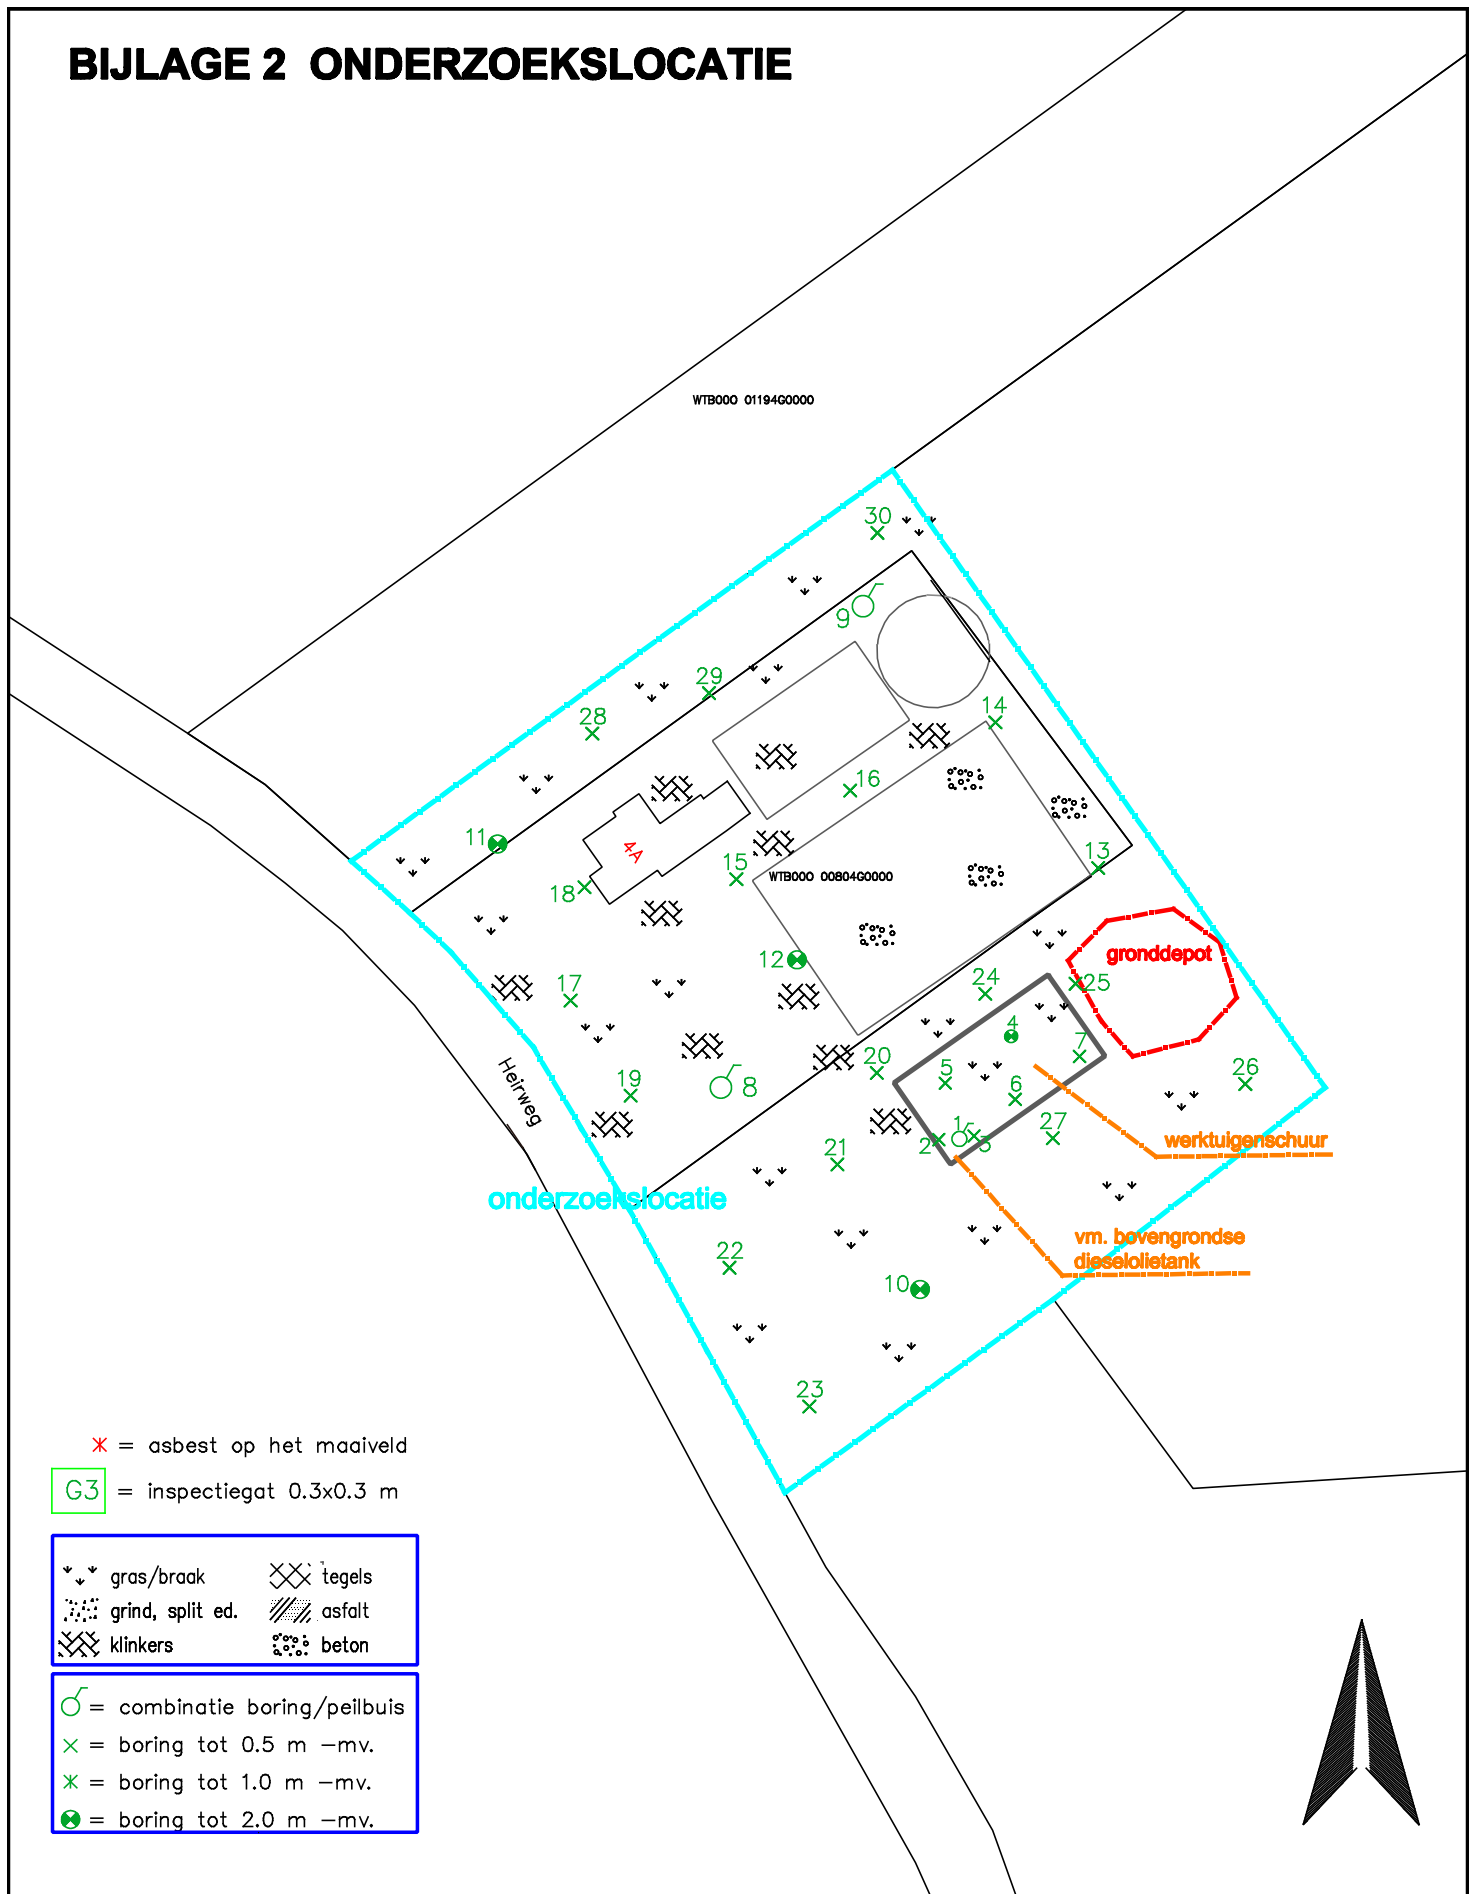 BIJLAGE 2 ONDERZOEKSLOCATIE
WTB000 01194G0000
30
9
29
28
14
16
11
4A
15
13
18
WTB000 00804G0000
12
gronddepot
17
24
25
4
7
20
5
Heirweg
19
8
6
26
1
2
3
27
werktuigenschuur
21
onderzoekslocatie
vm. bovengrondse
dieselolietank
22
10
23
= asbest op het maaiveld
G3 = inspectiegat 0.3x0.3 m
gras/braak
tegels
grind, split ed.
asfalt
klinkers
beton
= combinatie boring/peilbuis
= boring tot 0.5 m -mv.
= boring tot 1.0 m -mv.
= boring tot 2.0 m -mv.